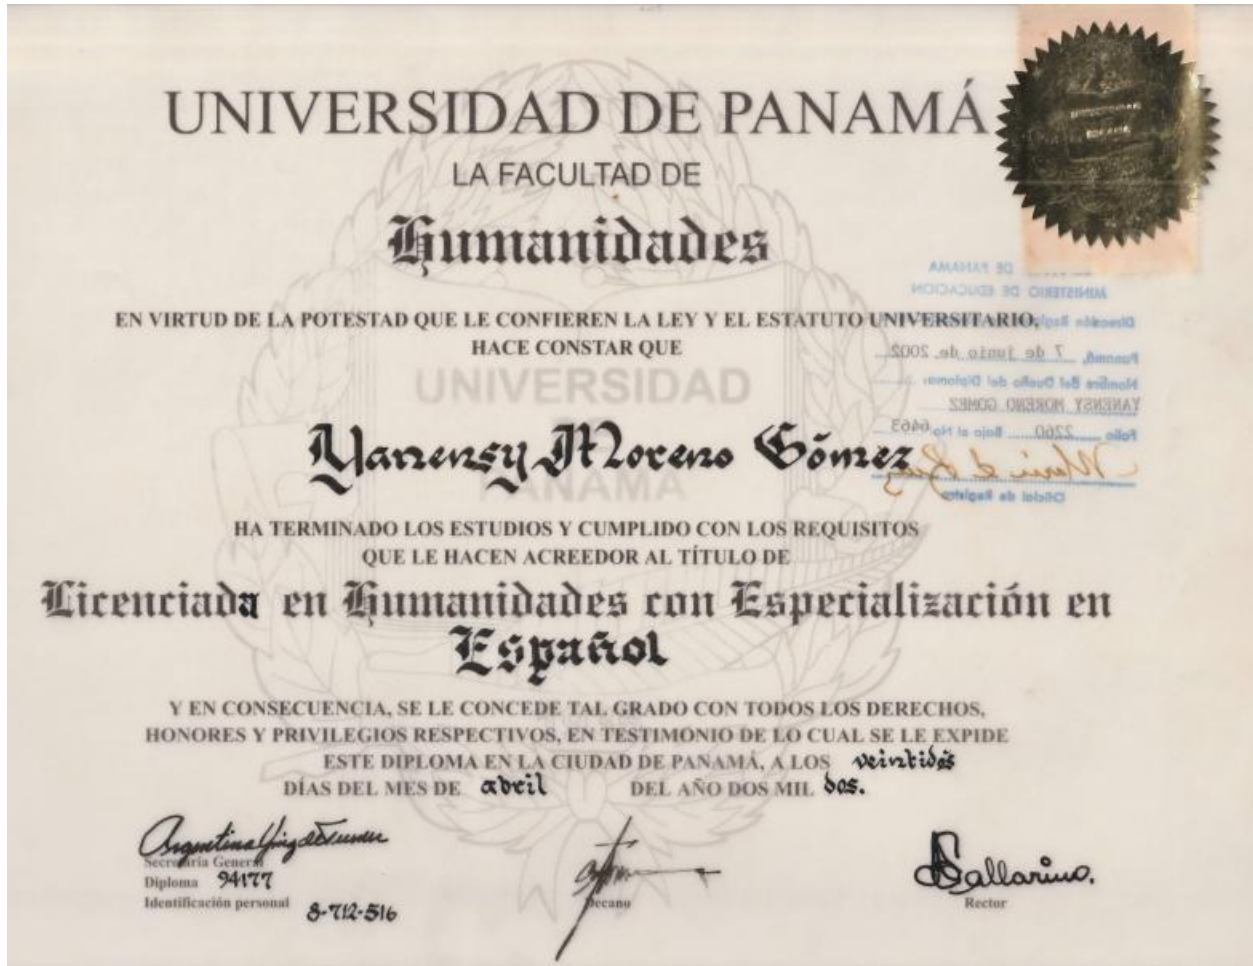 UNIVERSIDAD DE PANAMÁ
LA FACULTAD DE
Humanidades
EN VIRTUD DE LA POTESTAD QUE LE CONFIEREN LA LEY Y EL ESTATUTO UNIVERSITARIO,
HACE CONSTAR QUE
UNIVERSIDAD
DE
PANAMA
Yanensy Moreno Gómez
HA TERMINADO LOS ESTUDIOS Y CUMPLIDO CON LOS REQUISITOS
QUE LE HACEN ACREEDOR AL TÍTULO DE
Licenciada en Humanidades con Especialización en
Español
Y EN CONSECUENCIA, SE LE CONCEDE TAL GRADO CON TODOS LOS DERECHOS,
HONORES Y PRIVILEGIOS RESPECTIVOS, EN TESTIMONIO DE LO CUAL SE LE EXPIDE
ESTE DIPLOMA EN LA CIUDAD DE PANAMÁ, A LOS veintidós
DÍAS DEL MES DE abril DEL AÑO DOS MIL dos.
Secretaria General
Diploma 94177
Identificación personal 8-712-516
Decano
Rector
DE PANAMA
MINISTERIO DE EDUCACION
Dirección
Panamá, 7 de junio de 2002
Nombre Del Dueño del Diploma:
YANENSY MORENO GOMEZ
Folio 2260 Bajo el No 6463
Oficial de Registro